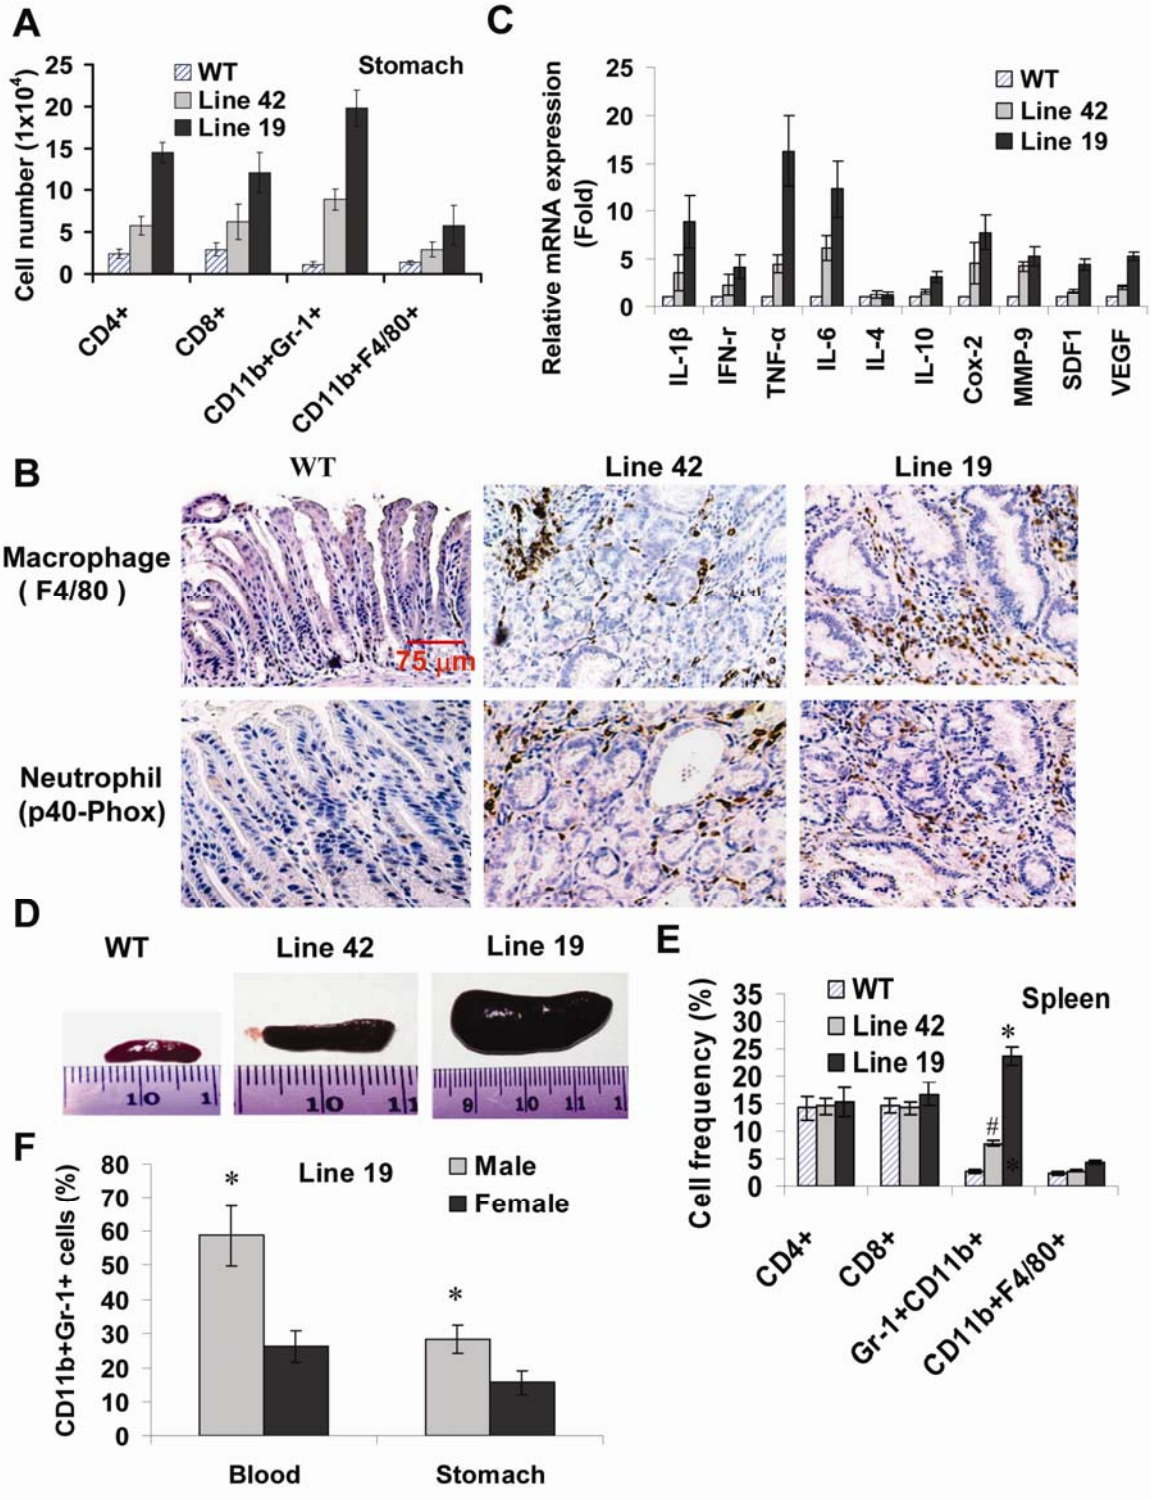 A
Cell number (1x10⁴)
25
20
15
10
5
0
WT
Line 42
Line 19
Stomach
CD4+
CD8+
CD11b+Gr-1+
CD11b+F4/80+
C
Relative mRNA expression
(Fold)
25
20
15
10
5
0
WT
Line 42
Line 19
IL-1β
IFN-r
TNF-α
IL-6
IL-4
IL-10
Cox-2
MMP-9
SDF1
VEGF
B
WT
Line 42
Line 19
Macrophage
( F4/80 )
75 µm
Neutrophil
(p40-Phox)
D
WT
Line 42
Line 19
10 1
10 11
9 10 11 1
E
Cell frequency (%)
35
30
25
20
15
10
5
0
WT
Line 42
Line 19
Spleen
#
*
*
CD4+
CD8+
Gr-1+CD11b+
CD11b+F4/80+
F
CD11b+Gr-1+ cells (%)
80
70
60
50
40
30
20
10
0
Line 19
Male
Female
*
*
Blood
Stomach